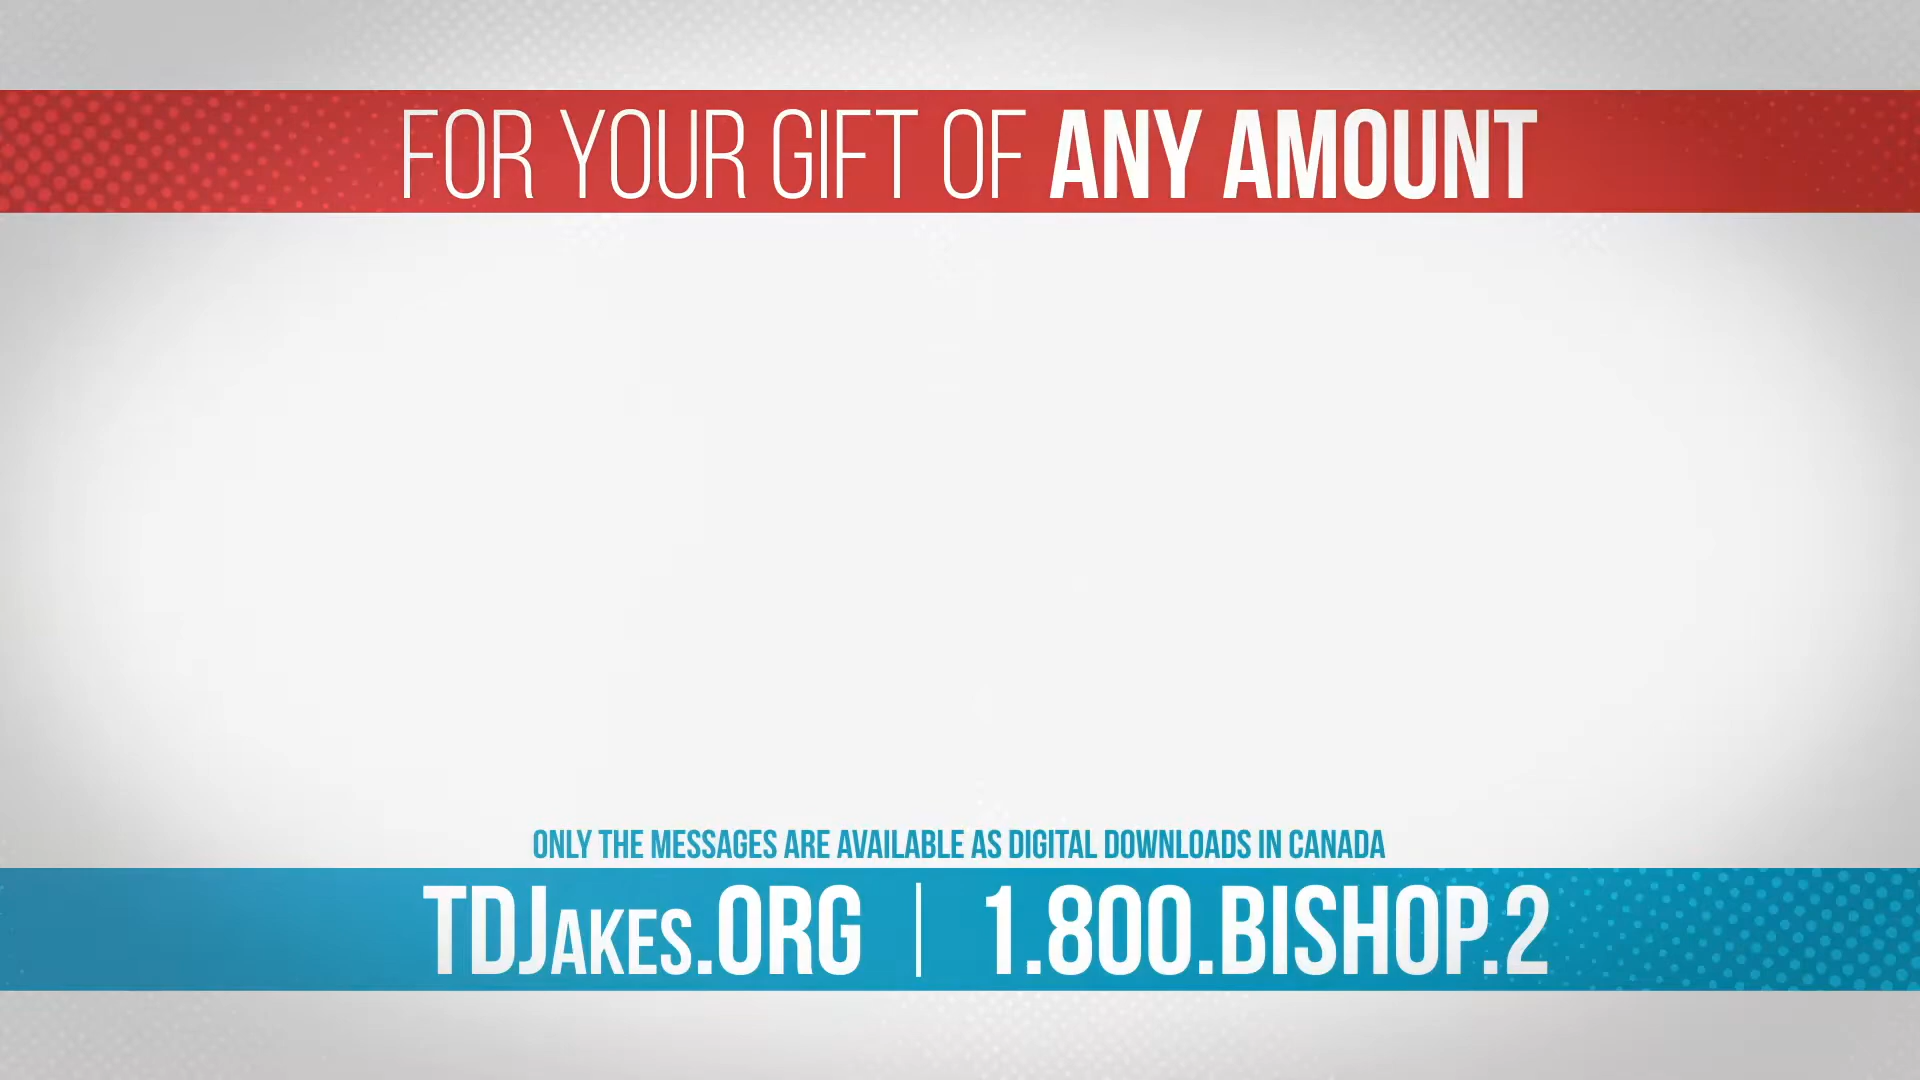 FOR YOUR GIFT OF ANY AMOUNT
ONLY THE MESSAGES ARE AVAILABLE AS DIGITAL DOWNLOADS IN CANADA
TDJAKES.ORG | 1.800.BISHOP.2